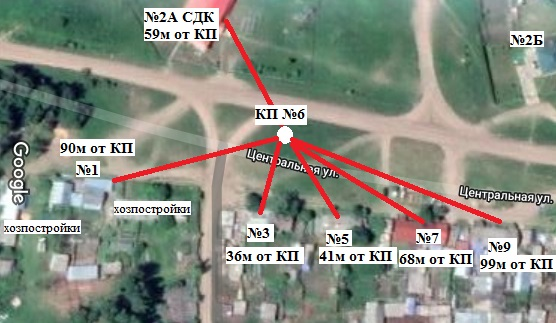 №2А СДК
59м от КП
№2Б
КП №6
90м от КП
№1
Google
Центральная ул.
Центральная ул.
хозпостройки
хозпостройки
№3
36м от КП
№5
41м от КП
№7
68м от КП
№9
99м от КП